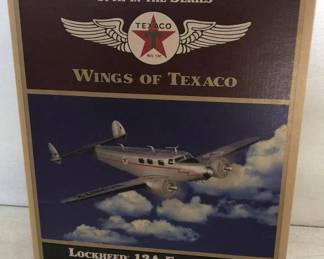 IN THE SERIES
TEXACO
T
WINGS OF TEXACO
LOCKHEED 12A